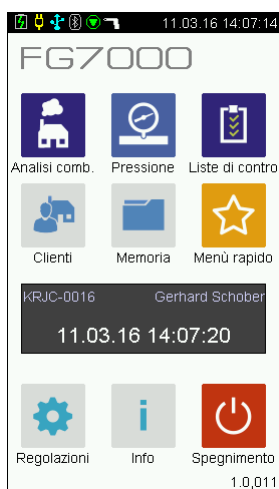 11.03.16 14:07:14
FG7000
Analisi comb. Pressione Liste di contro
Clienti Memoria Menù rapido
KRJC-0016 Gerhard Schober
11.03.16 14:07:20
Regolazioni Info Spegnimento
1.0,011